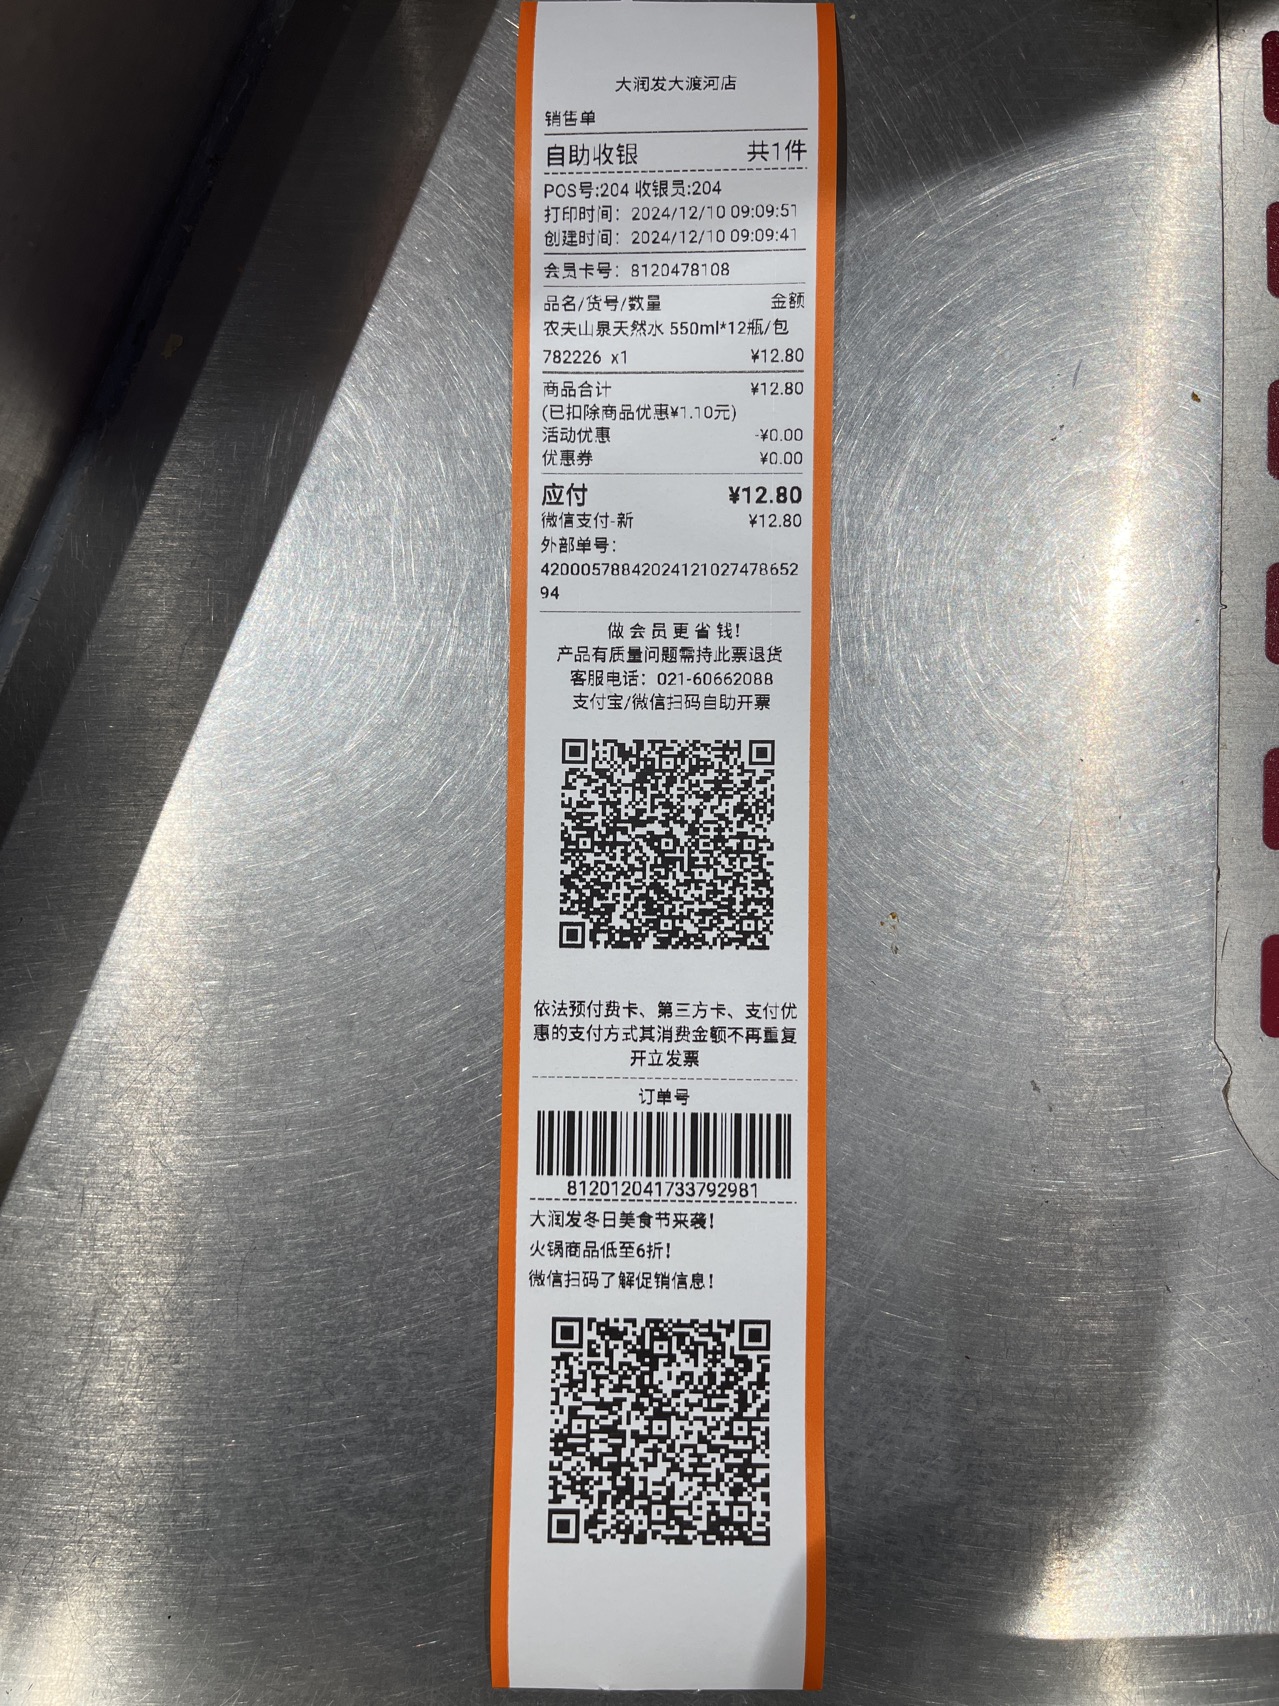 大润发大渡河店
销售单
自助收银 共1件
POS号:204 收银员:204
打印时间：2024/12/10 09:09:51
创建时间：2024/12/10 09:09:41
会员卡号：8120478108
品名/货号/数量 金额
农夫山泉天然水 550ml*12瓶/包
782226 x1 ¥12.80
商品合计 ¥12.80
(已扣除商品优惠¥1.10元)
活动优惠 -¥0.00
优惠券 ¥0.00
应付 ¥12.80
微信支付-新 ¥12.80
外部单号：
42000578842024121027478652
94
做会员更省钱！
产品有质量问题需持此票退货
客服电话：021-60662088
支付宝/微信扫码自助开票
依法预付费卡、第三方卡、支付优
惠的支付方式其消费金额不再重复
开立发票
订单号
812012041733792981
大润发冬日美食节来袭！
火锅商品低至6折！
微信扫码了解促销信息！